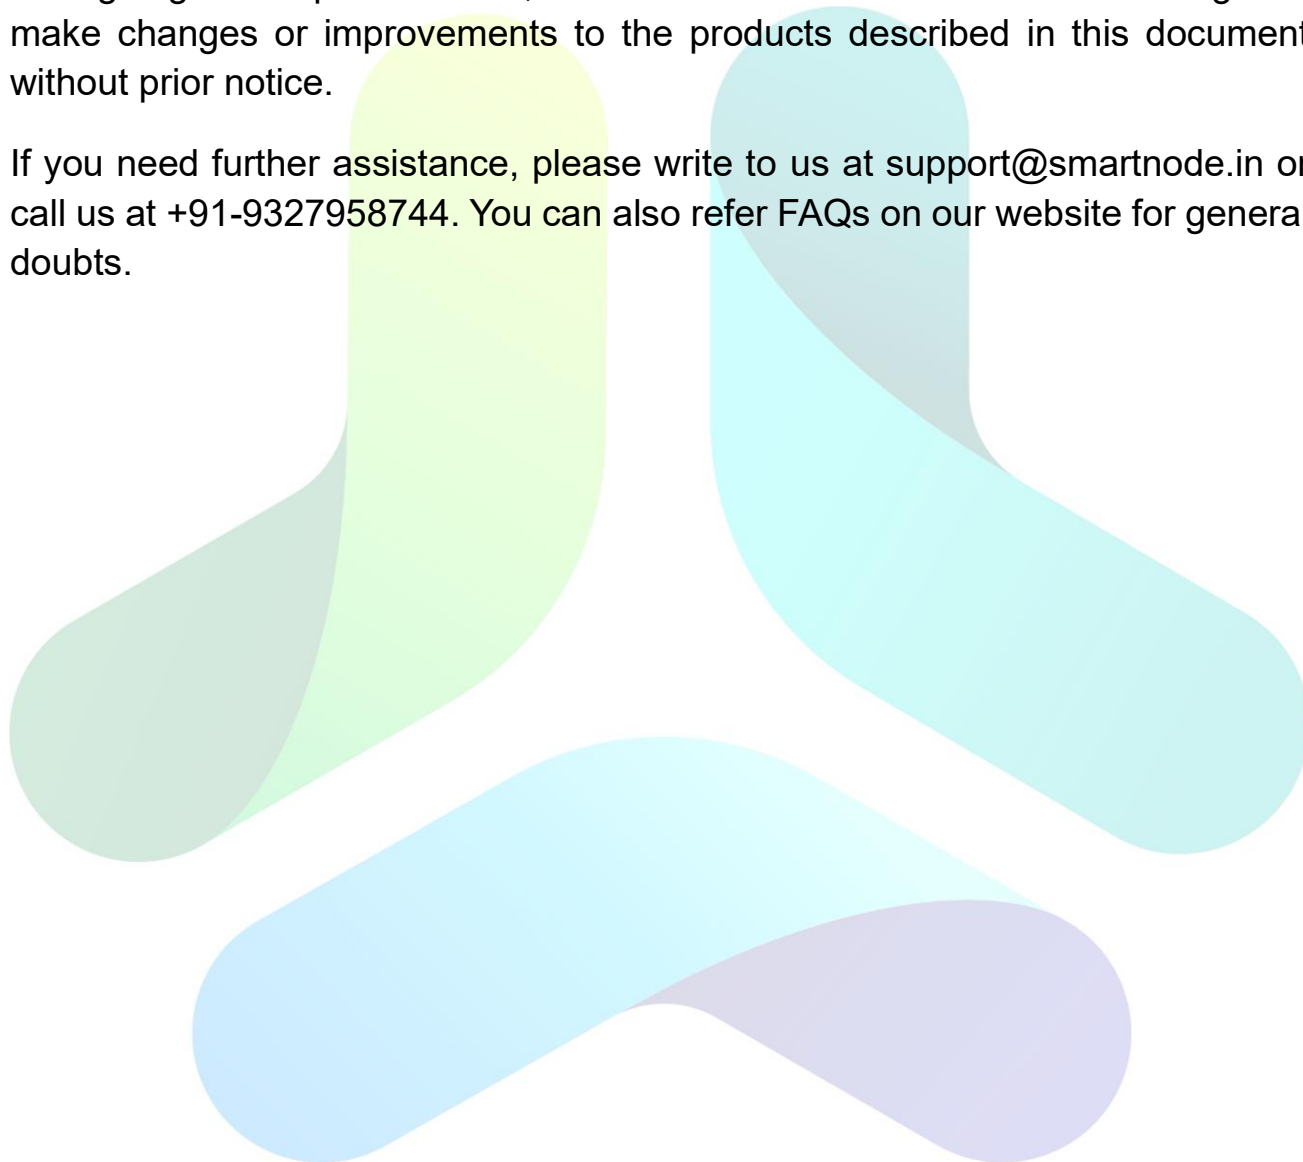 make changes or improvements to the products described in this document
without prior notice.
If you need further assistance, please write to us at support@smartnode.in or
call us at +91-9327958744. You can also refer FAQs on our website for genera
doubts.